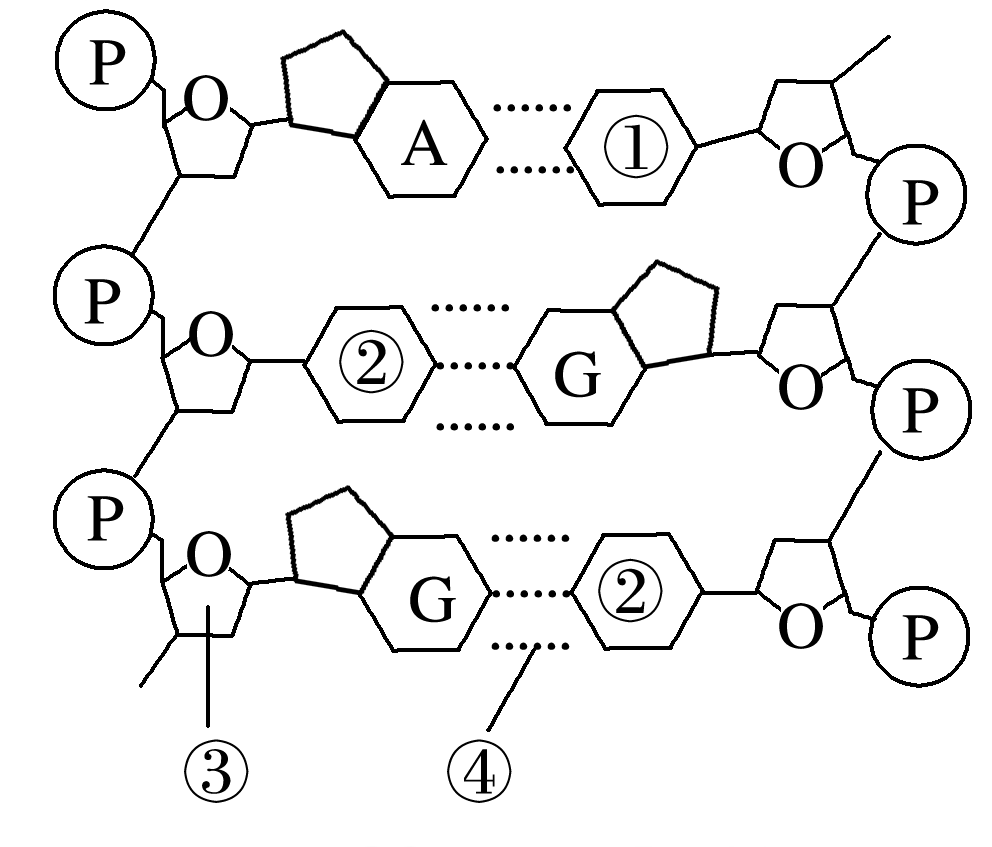 P O A ① O P
P O ② G O P
P O G ② O P
③ ④